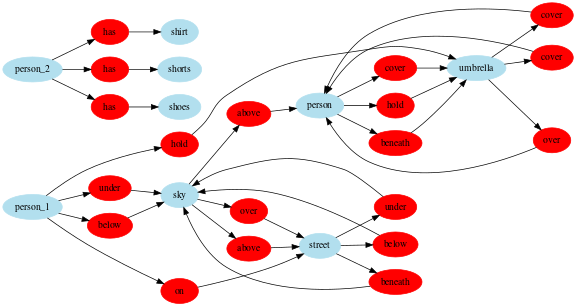 cover
has
shirt
cover
person_2
has
shorts
cover
umbrella
has
shoes
above
person
hold
hold
beneath
over
under
sky
person_1
below
over
under
above
street
below
on
beneath